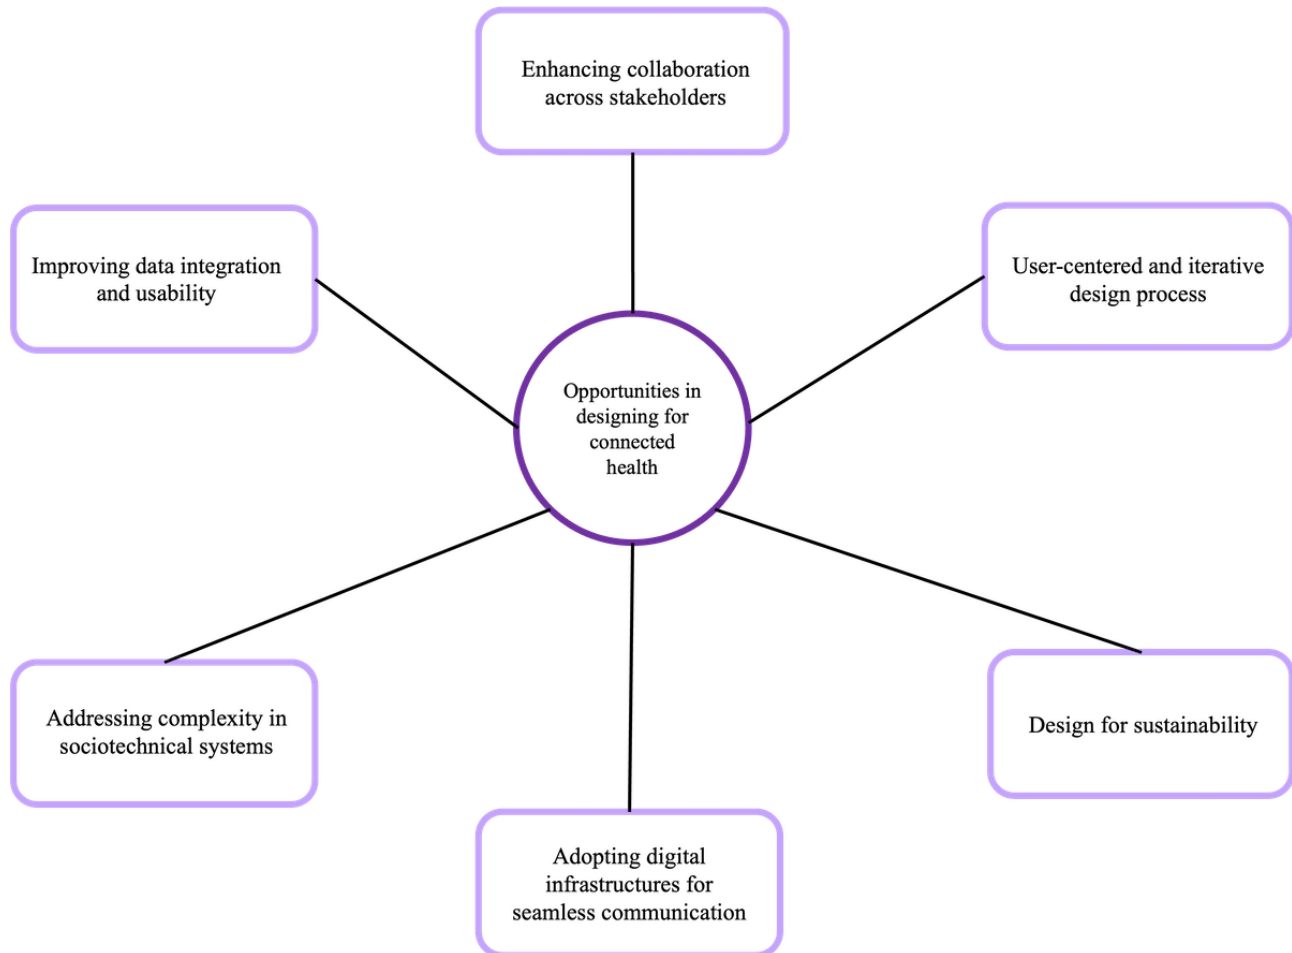 Enhancing collaboration
across stakeholders
Improving data integration
and usability
User-centered and iterative
design process
Opportunities in
designing for
connected
health
Addressing complexity in
sociotechnical systems
Design for sustainability
Adopting digital
infrastructures for
seamless communication